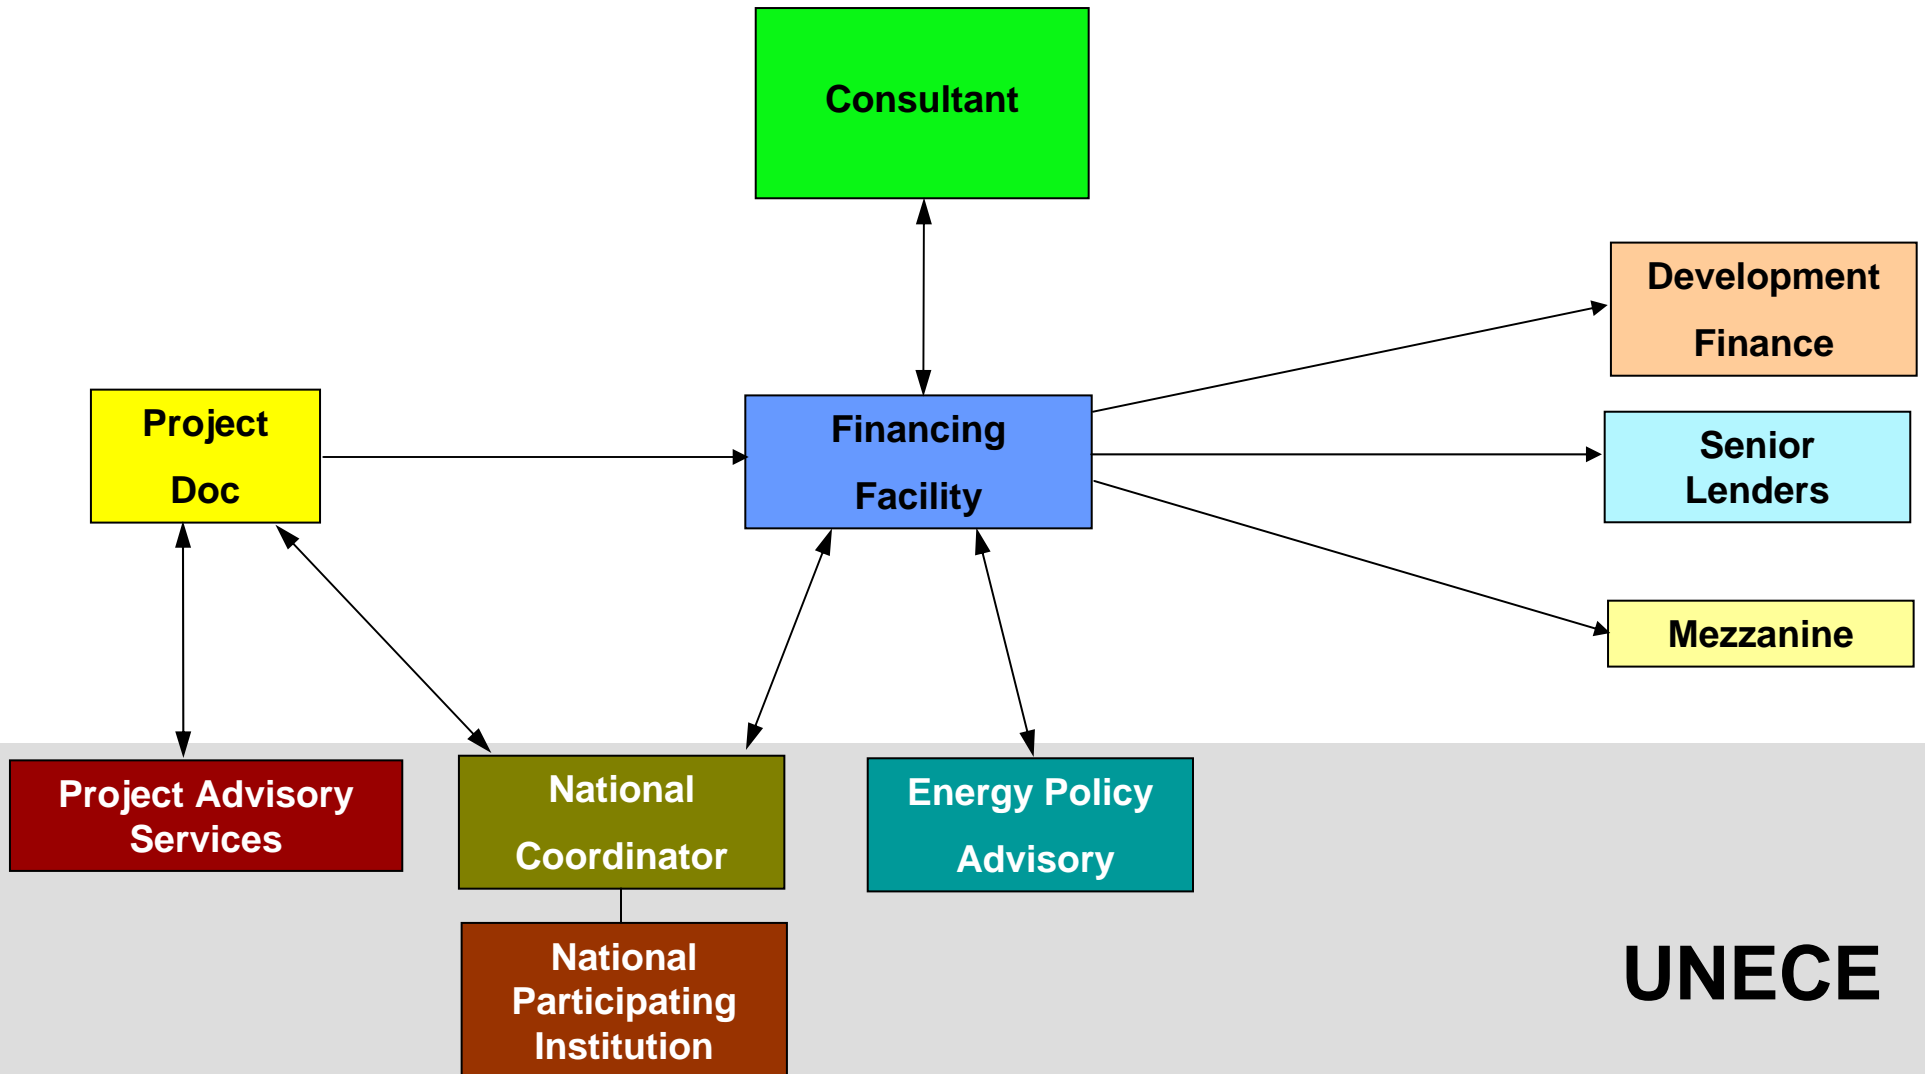 Consultant
Development
Finance
Project
Doc
Financing
Facility
Senior
Lenders
Mezzanine
Project Advisory
Services
National
Coordinator
Energy Policy
Advisory
National
Participating
Institution
UNECE